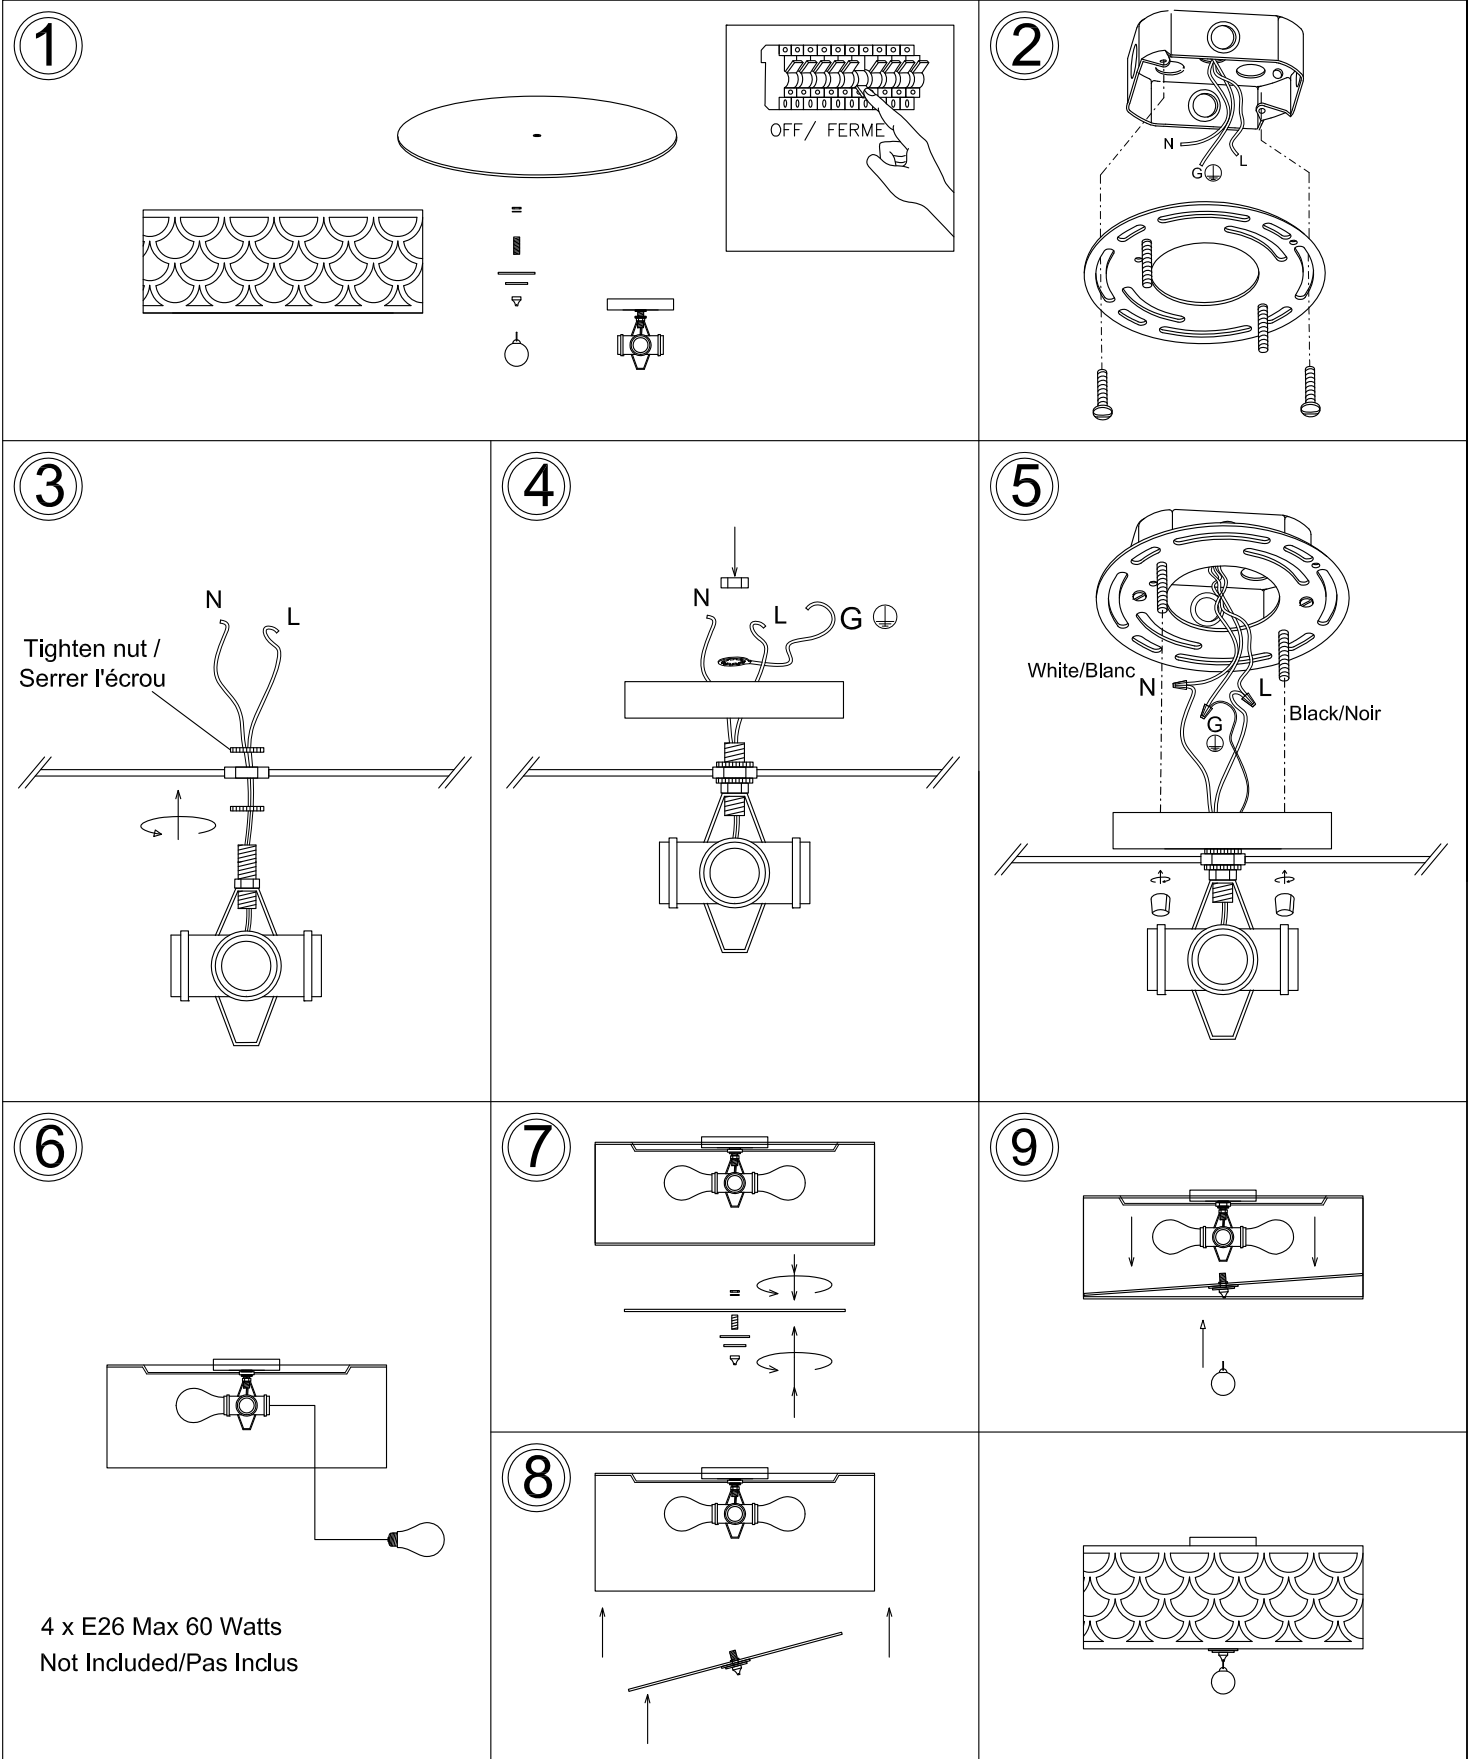 1
OFF/ FERME
2
N
L
G
3
N
L
Tighten nut /
Serrer l'écrou
4
N
L
G
5
White/Blanc
N
L
Black/Noir
G
6
4 x E26 Max 60 Watts
Not Included/Pas Inclus
7
8
9